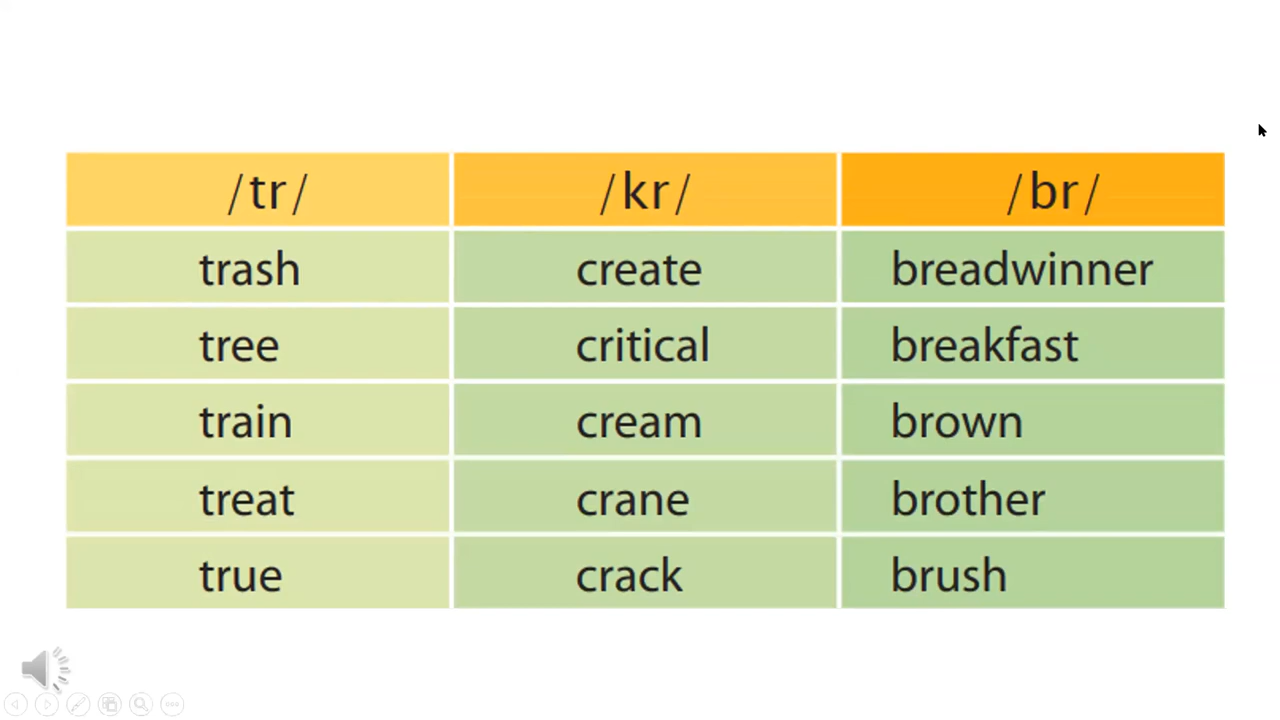 /tr/ /kr/ /br/
trash create breadwinner
tree critical breakfast
train cream brown
treat crane brother
true crack brush